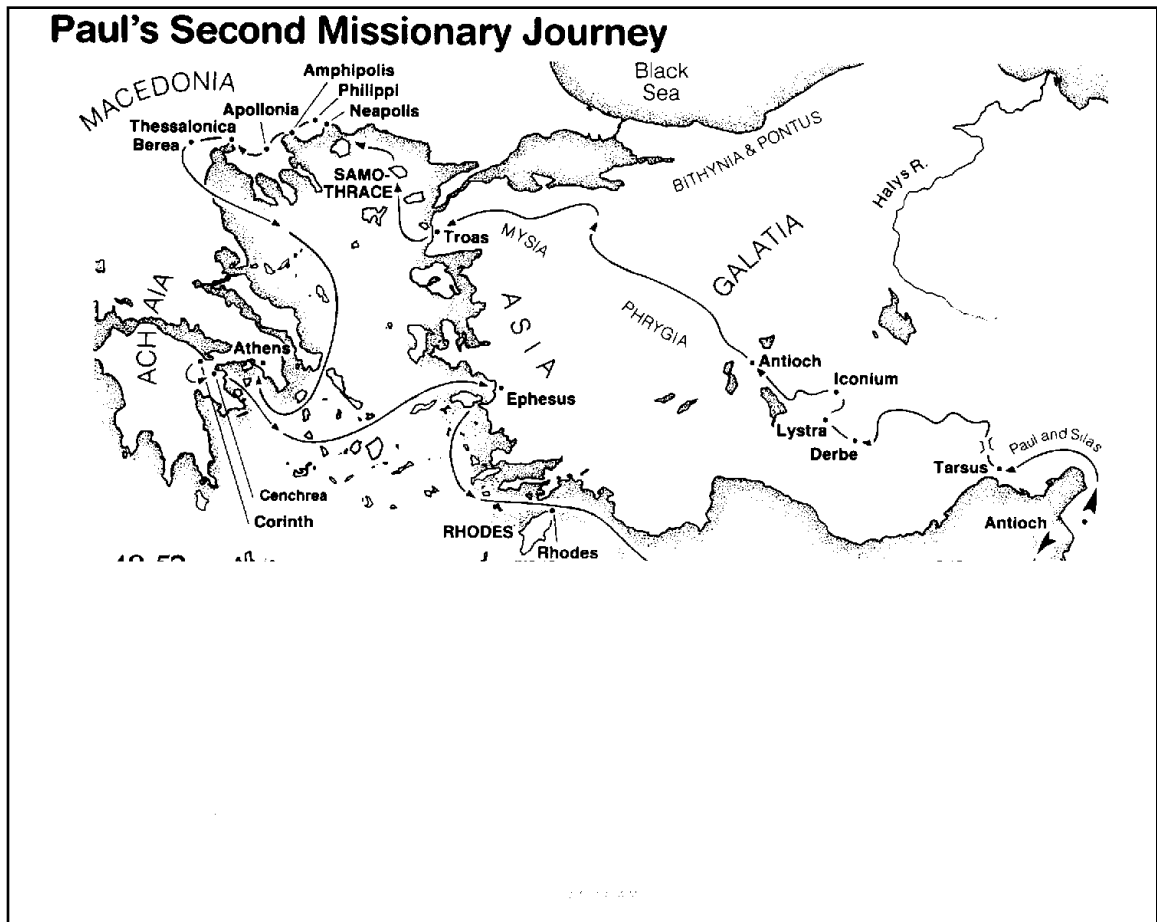 Paul's Second Missionary Journey
MACEDONIA
Amphipolis
Philippi
Neapolis
Apollonia
Thessalonica
Berea
SAMO-
THRACE
Black
Sea
BITHYNIA & PONTUS
Halys R.
Troas
MYSIA
GALATIA
ASIA
PHRYGIA
ACHAIA
Athens
Ephesus
Antioch
Iconium
Lystra
Derbe
Paul and Silas
Tarsus
Cenchrea
Corinth
Antioch
RHODES
Rhodes